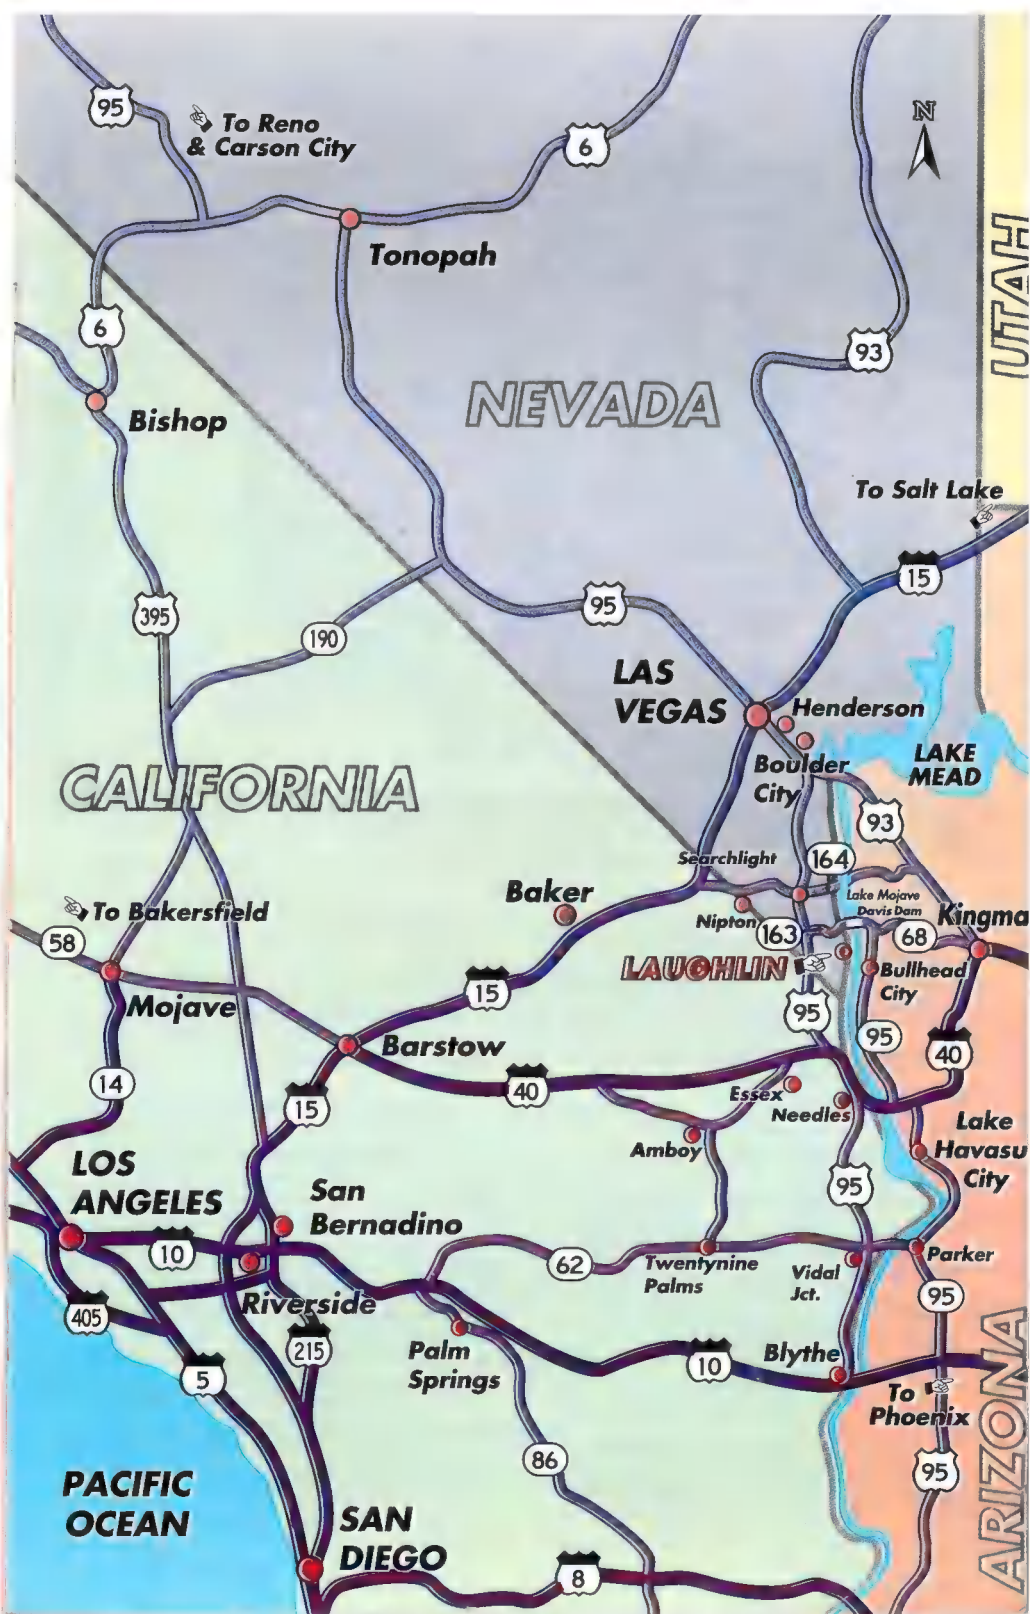 95
To Reno
& Carson City
6
N
Tonopah
UTAH
6
93
NEVADA
Bishop
To Salt Lake
15
395
95
190
LAS
VEGAS
Henderson
Boulder
City
LAKE
MEAD
CALIFORNIA
93
Searchlight
164
Baker
Lake Mojave
Davis Dam
To Bakersfield
Nipton
163
Kingma
58
68
LAUGHLIN
Bullhead
City
15
Mojave
95
95
Barstow
40
14
40
15
Essex
Needles
Amboy
Lake
Havasu
City
LOS
ANGELES
San
Bernadino
95
10
62
Twentynine
Palms
Vidal
Jct.
Parker
95
Riverside
405
215
Palm
Springs
10
Blythe
5
To
Phoenix
86
95
ARIZONA
PACIFIC
OCEAN
SAN
DIEGO
8